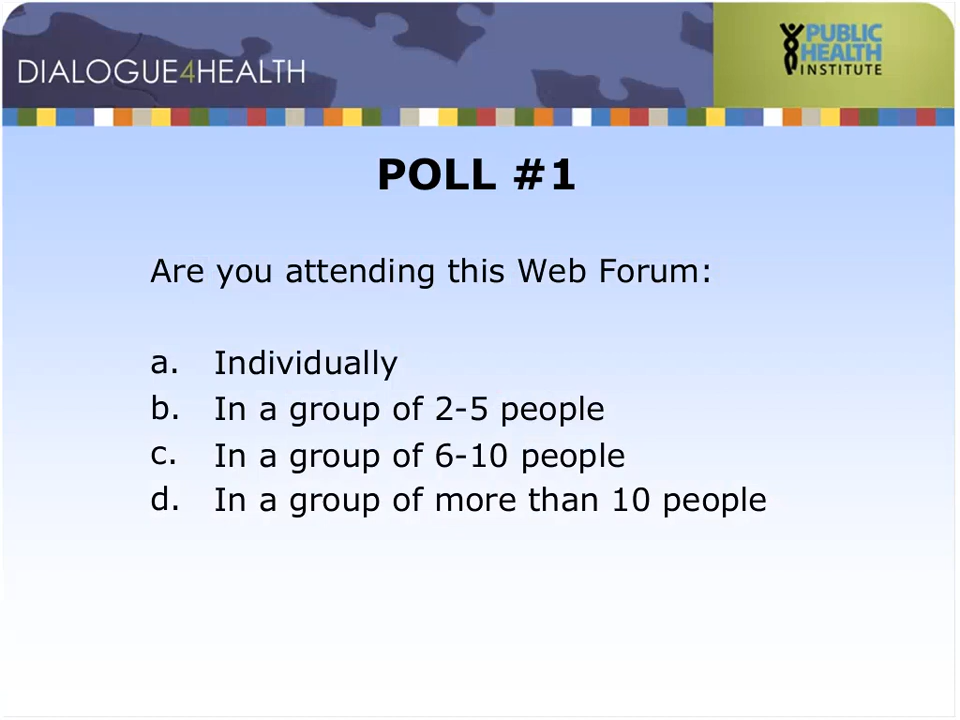 DIALOGUE4HEALTH
PUBLIC
HEALTH
INSTITUTE
POLL #1
Are you attending this Web Forum:
a. Individually
b. In a group of 2-5 people
c. In a group of 6-10 people
d. In a group of more than 10 people